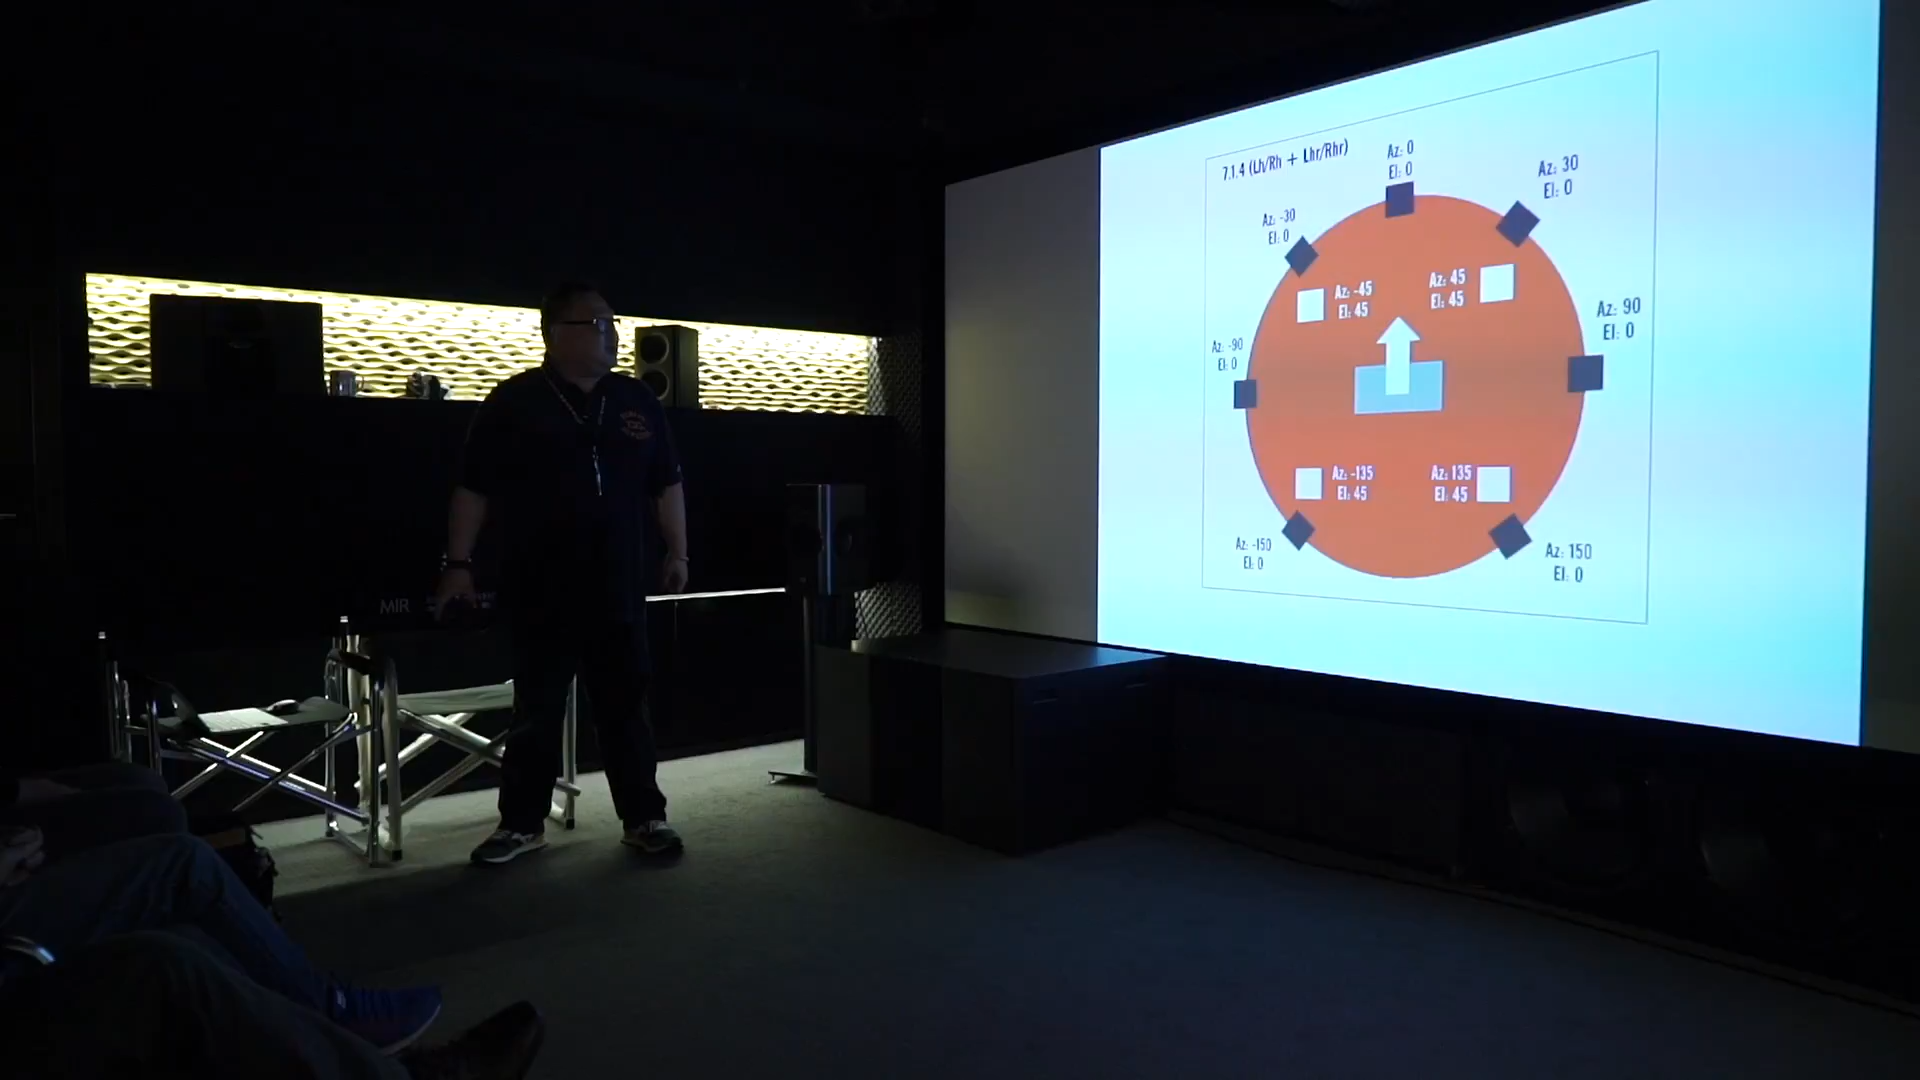 7.1.4 (Lh/Rh + Lhr/Rhr)
Az: 0
El: 0
Az: 30
El: 0
Az: -30
El: 0
Az: -45
El: 45
Az: 45
El: 45
Az: 90
El: 0
Az: -90
El: 0
Az: -135
El: 45
Az: 135
El: 45
Az: -150
El: 0
Az: 150
El: 0
MIR